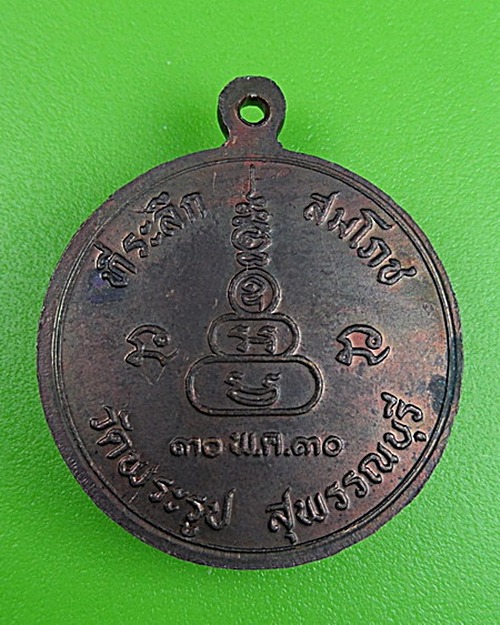 ที่ระลึก สมโภช
๓๐ พ.ค.๓๐
วัดพระรูป สุพรรณบุรี